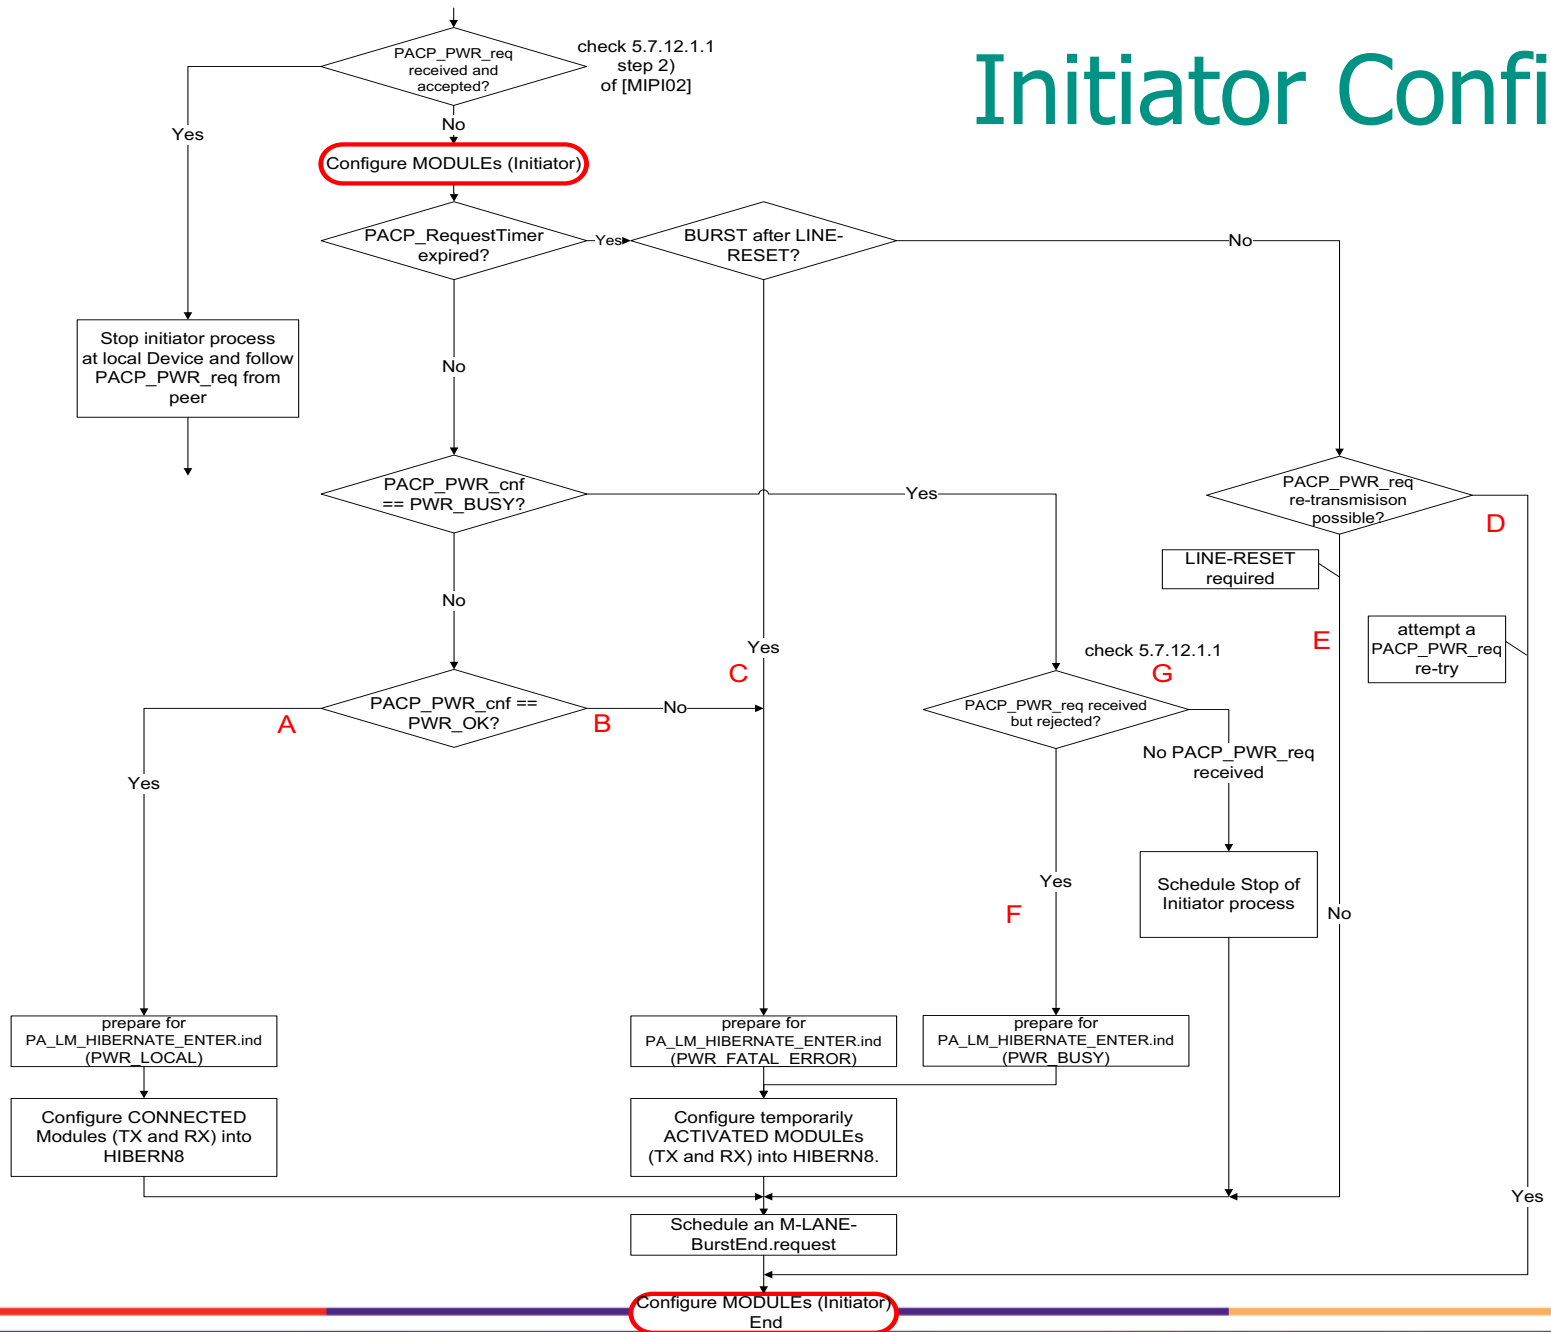 Initiator Confi
PACP_PWR_req
received and
accepted?
check 5.7.12.1.1
step 2)
of [MIPI02]
Yes
No
Configure MODULEs (Initiator)
PACP_RequestTimer
expired?
Yes
BURST after LINE-
RESET?
No
Stop initiator process
at local Device and follow
PACP_PWR_req from
peer
No
PACP_PWR_cnf
== PWR_BUSY?
Yes
PACP_PWR_req
re-transmisison
possible?
D
LINE-RESET
required
No
Yes
E
attempt a
PACP_PWR_req
re-try
check 5.7.12.1.1
C
G
PACP_PWR_cnf ==
PWR_OK?
A
B
No
PACP_PWR_req received
but rejected?
No PACP_PWR_req
received
Yes
Yes
F
Schedule Stop of
Initiator process
No
prepare for
PA_LM_HIBERNATE_ENTER.ind
(PWR_LOCAL)
prepare for
PA_LM_HIBERNATE_ENTER.ind
(PWR_FATAL_ERROR)
prepare for
PA_LM_HIBERNATE_ENTER.ind
(PWR_BUSY)
Configure CONNECTED
Modules (TX and RX) into
HIBERN8
Configure temporarily
ACTIVATED MODULEs
(TX and RX) into HIBERN8.
Yes
Schedule an M-LANE-
BurstEnd.request
Configure MODULEs (Initiator)
End